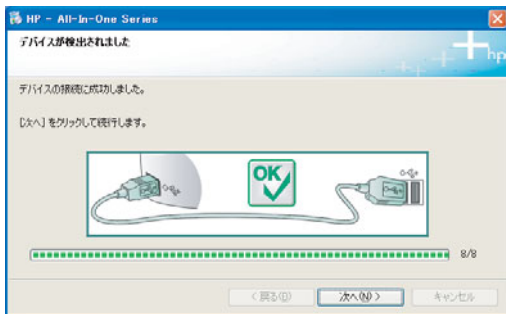 HP - All-In-One Series
デバイスが検出されました
hp
デバイスの接続に成功しました。
[次へ] をクリックして続行します。
OK
8/8
< 戻る(B)
次へ(N) >
キャンセル